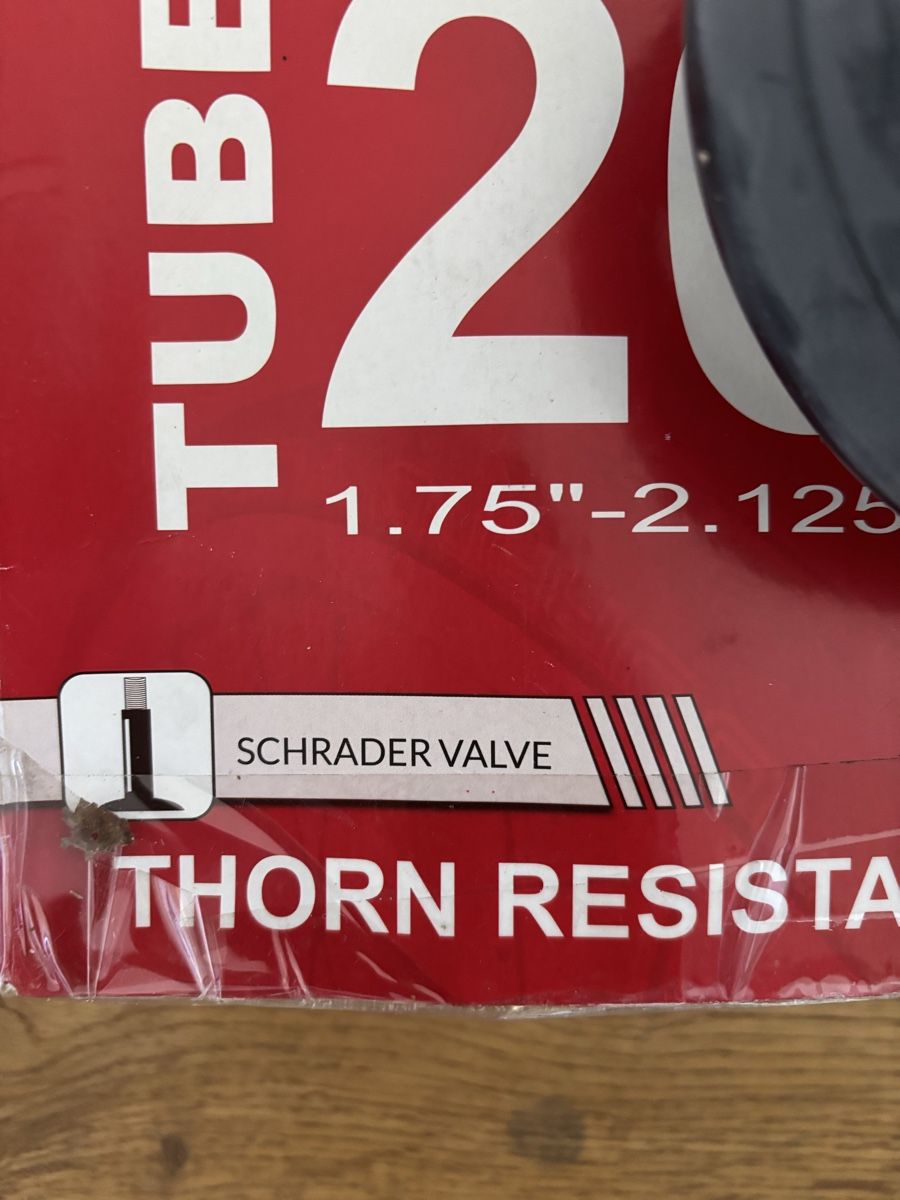 TUBE
2
1.75"-2.125
SCHRADER VALVE
THORN RESISTA